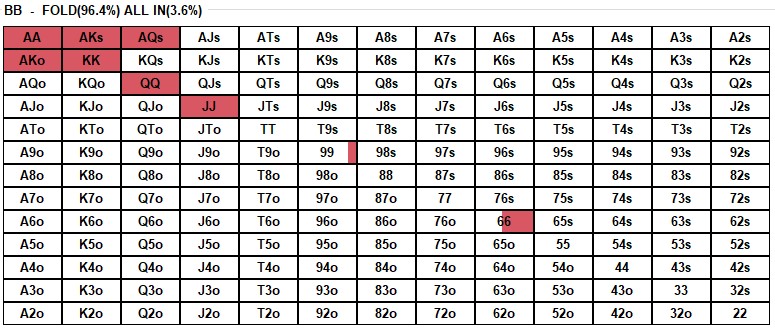 BB - FOLD(96.4%) ALL IN(3.6%)
AA AKs AQs AJs ATs A9s A8s A7s A6s A5s A4s A3s A2s
AKo KK KQs KJs KTs K9s K8s K7s K6s K5s K4s K3s K2s
AQo KQo QQ QJs QTs Q9s Q8s Q7s Q6s Q5s Q4s Q3s Q2s
AJo KJo QJo JJ JTs J9s J8s J7s J6s J5s J4s J3s J2s
ATo KTo QTo JTo TT T9s T8s T7s T6s T5s T4s T3s T2s
A9o K9o Q9o J9o T9o 99 98s 97s 96s 95s 94s 93s 92s
A8o K8o Q8o J8o T8o 98o 88 87s 86s 85s 84s 83s 82s
A7o K7o Q7o J7o T7o 97o 87o 77 76s 75s 74s 73s 72s
A6o K6o Q6o J6o T6o 96o 86o 76o 66 65s 64s 63s 62s
A5o K5o Q5o J5o T5o 95o 85o 75o 65o 55 54s 53s 52s
A4o K4o Q4o J4o T4o 94o 84o 74o 64o 54o 44 43s 42s
A3o K3o Q3o J3o T3o 93o 83o 73o 63o 53o 43o 33 32s
A2o K2o Q2o J2o T2o 92o 82o 72o 62o 52o 42o 32o 22